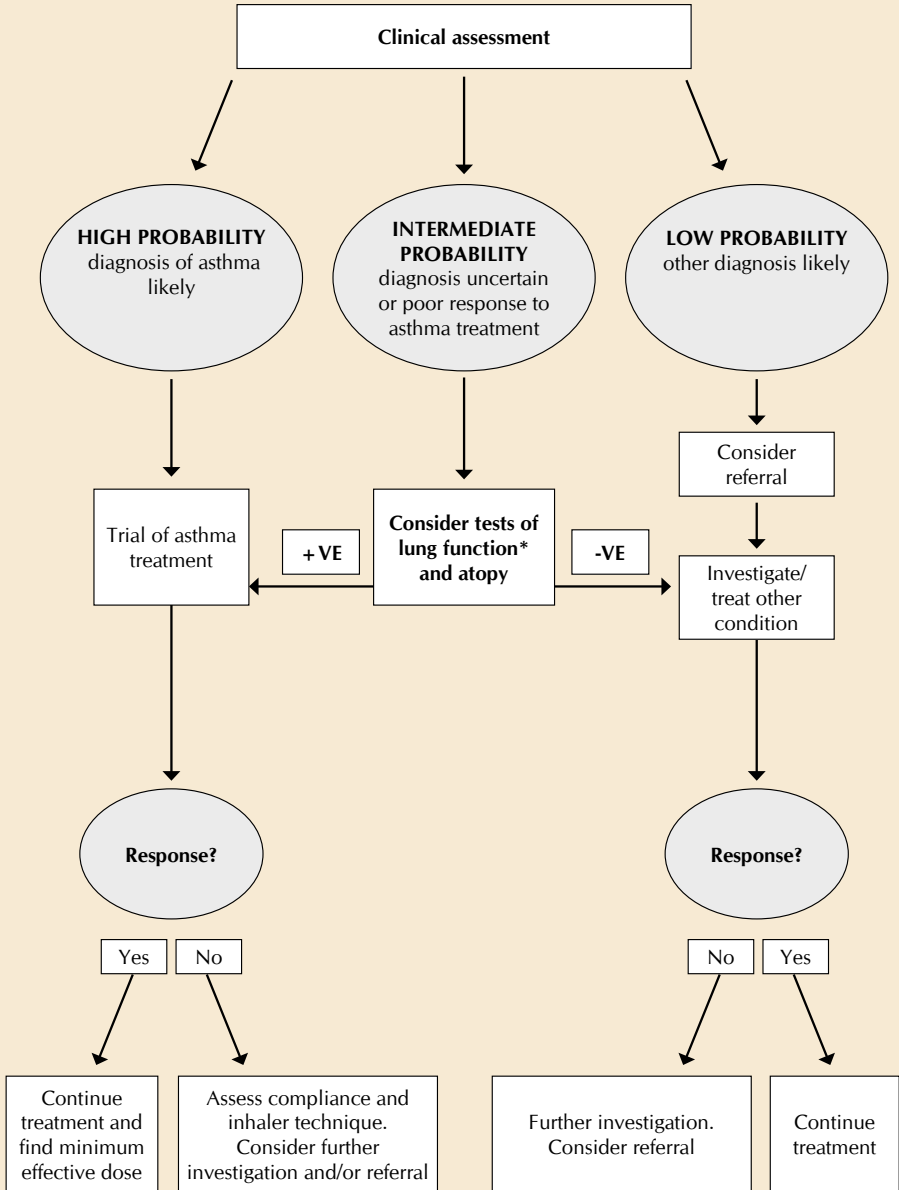 Clinical assessment
HIGH PROBABILITY
diagnosis of asthma
likely
INTERMEDIATE
PROBABILITY
diagnosis uncertain
or poor response to
asthma treatment
LOW PROBABILITY
other diagnosis likely
Consider
referral
Trial of asthma
treatment
+VE
Consider tests of
lung function*
and atopy
-VE
Investigate/
treat other
condition
Response?
Response?
Yes
No
No
Yes
Continue
treatment and
find minimum
effective dose
Assess compliance and
inhaler technique.
Consider further
investigation and/or referral
Further investigation.
Consider referral
Continue
treatment